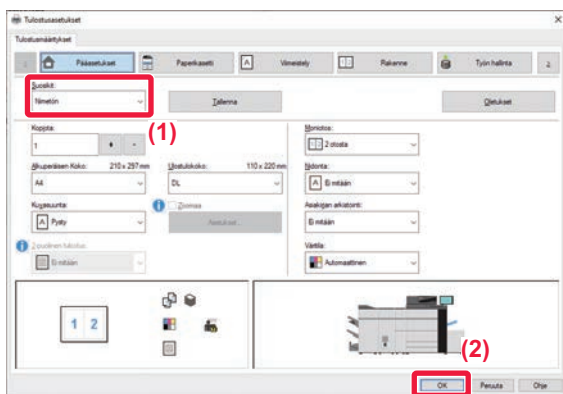 Tulostusasetukset
Tulostusmääritykset
Pääasetukset
Paperikasetti
Viimeistely
Rakenne
Työn hallinta
Suosikit:
Nimetön
Tallenna
Oletukset
(1)
Kopiota:
1
Alkuperäisen Koko: 210 x 297 mm
A4
Ulostulokoko: 110 x 220 mm
DL
Kuvasuunta:
Pysty
Zoomaa
Asetukset...
2-puolinen tulostus:
Ei mitään
Moniotos:
2 otosta
Nidonta:
Ei mitään
Asiakirjan arkistointi:
Ei mitään
Väritila:
Automaattinen
1 2
(2)
OK
Peruuta
Ohje